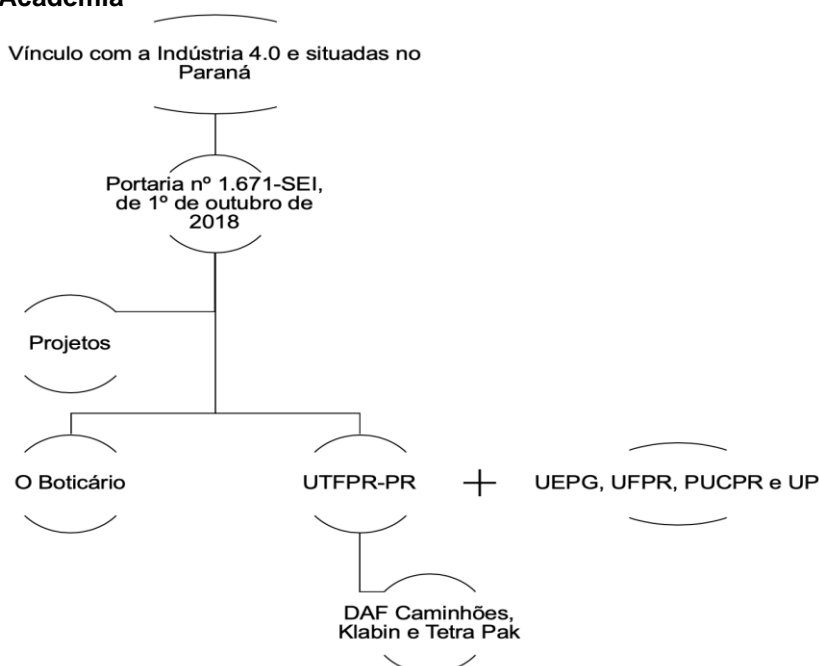 Academia
Vínculo com a Indústria 4.0 e situadas no
Paraná
Portaria nº 1.671-SEI,
de 1º de outubro de
2018
Projetos
O Boticário
UTFPR-PR
+
UEPG, UFPR, PUCPR e UP
DAF Caminhões,
Klabin e Tetra Pak